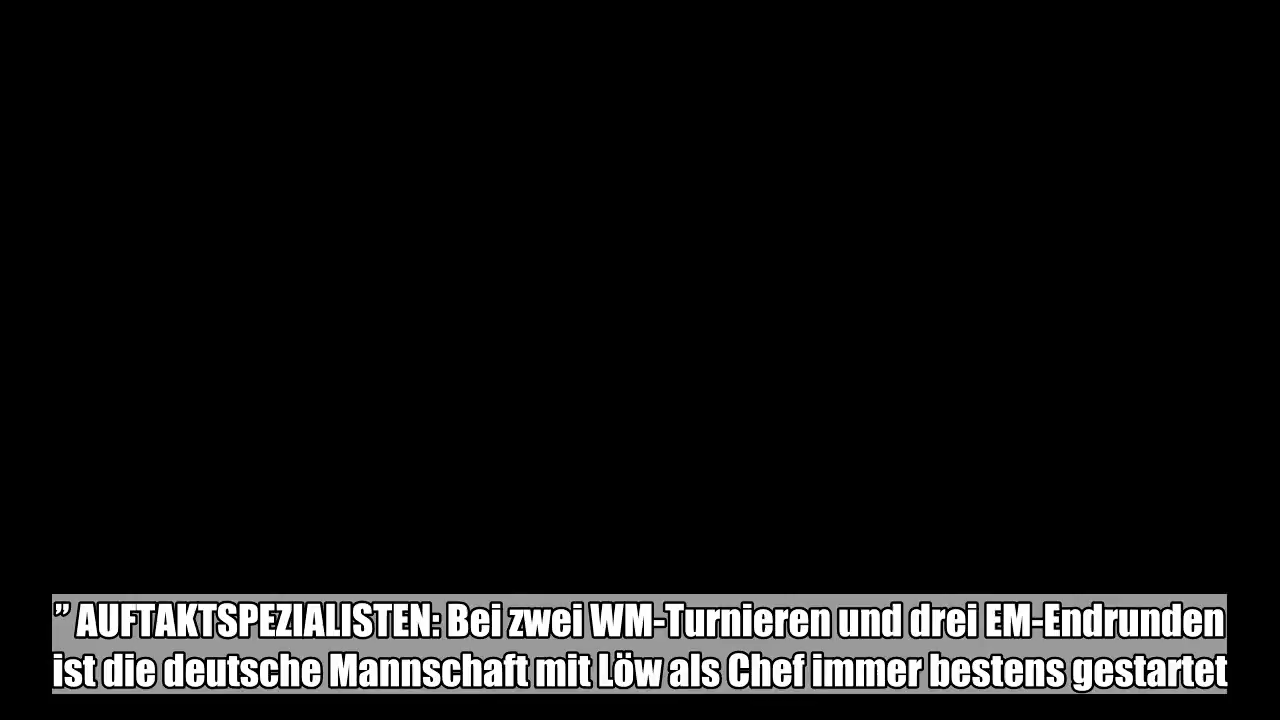 ” AUFTAKTSPEZIALISTEN: Bei zwei WM-Turnieren und drei EM-Endrunden
ist die deutsche Mannschaft mit Löw als Chef immer bestens gestartet